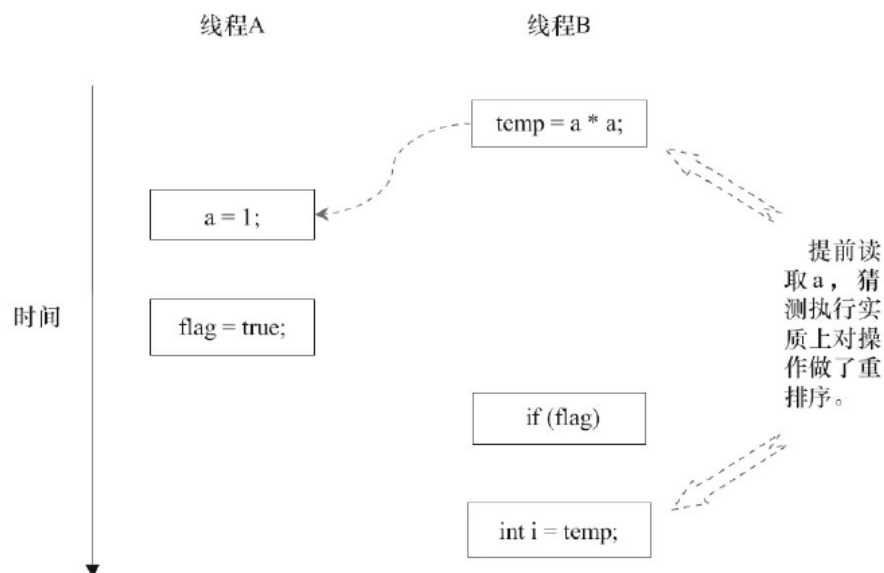 线程A
线程B
temp = a * a;
a = 1;
提前读
取a，猜
测执行实
质上对操
作做了重
排序。
时间
flag = true;
if (flag)
int i = temp;